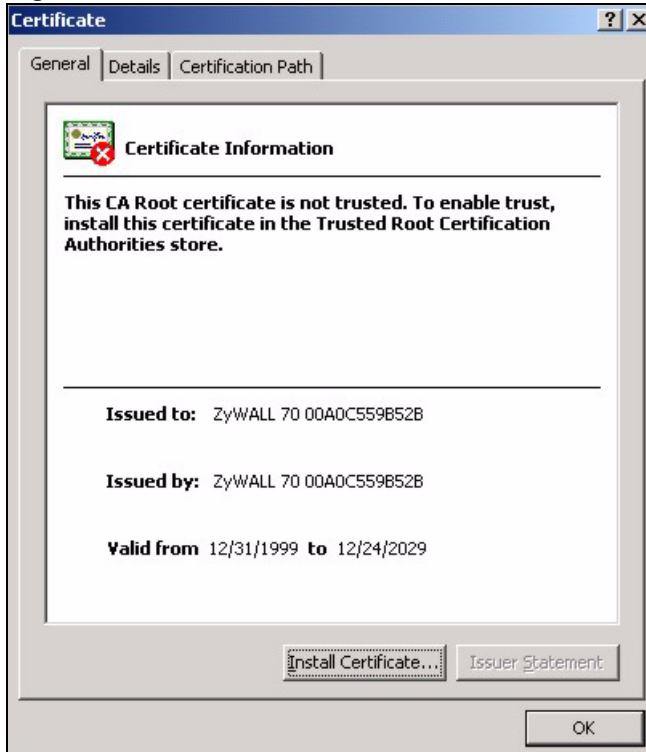 Certificate
General Details Certification Path
Certificate Information
This CA Root certificate is not trusted. To enable trust,
install this certificate in the Trusted Root Certification
Authorities store.
Issued to: ZyWALL 70 00A0C559B52B
Issued by: ZyWALL 70 00A0C559B52B
Valid from 12/31/1999 to 12/24/2029
Install Certificate... Issuer Statement
OK